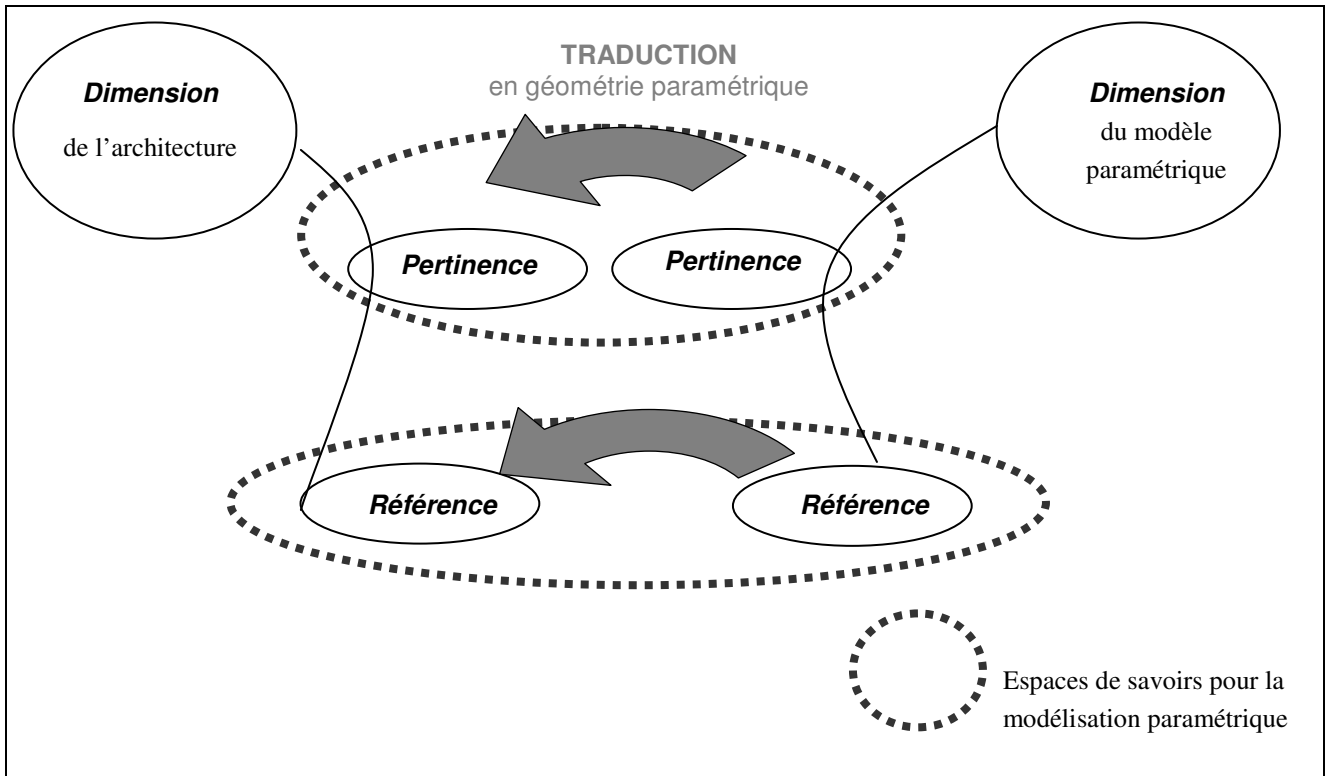 TRADUCTION
en géométrie paramétrique
Dimension
de l'architecture
Dimension
du modèle
paramétrique
Pertinence
Pertinence
Référence
Référence
Espaces de savoirs pour la
modélisation paramétrique